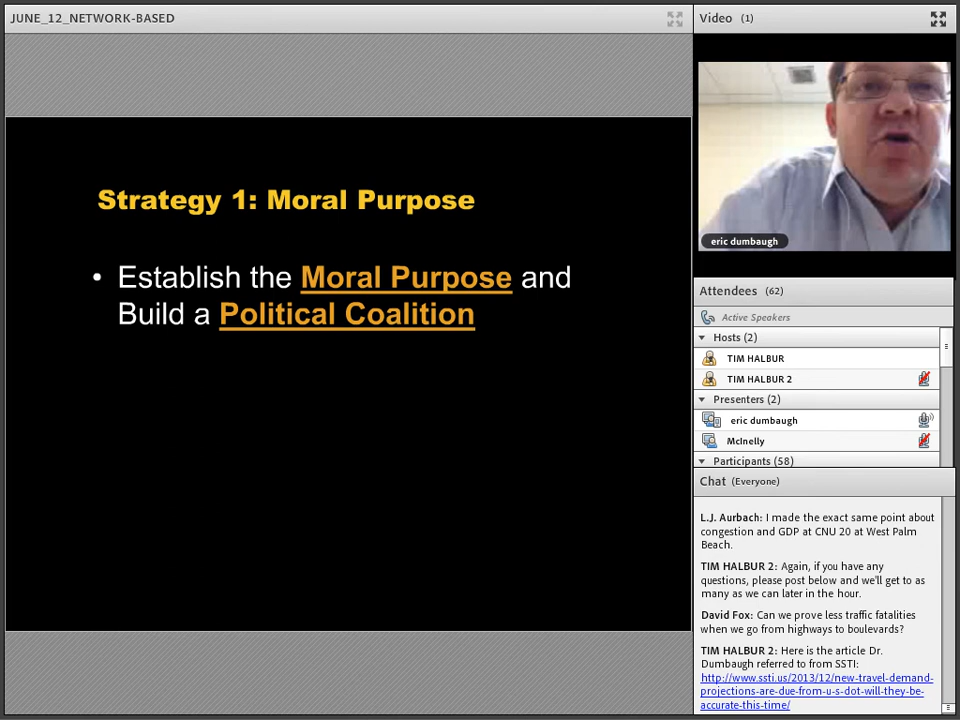 JUNE_12_NETWORK-BASED
Strategy 1: Moral Purpose
• Establish the Moral Purpose and
Build a Political Coalition
Video (1)
eric dumbaugh
Attendees (62)
Active Speakers
Hosts (2)
TIM HALBUR
TIM HALBUR 2
Presenters (2)
eric dumbaugh
McInelly
Participants (58)
Chat (Everyone)
L.J. Aurbach: I made the exact same point about
congestion and GDP at CNU 20 at West Palm
Beach.
TIM HALBUR 2: Again, if you have any
questions, please post below and we'll get to as
many as we can later in the hour.
David Fox: Can we prove less traffic fatalities
when we go from highways to boulevards?
TIM HALBUR 2: Here is the article Dr.
Dumbaugh referred to from SSTI:
http://www.ssti.us/2013/12/new-travel-demand-
projections-are-due-from-u-s-dot-will-they-be-
accurate-this-time/